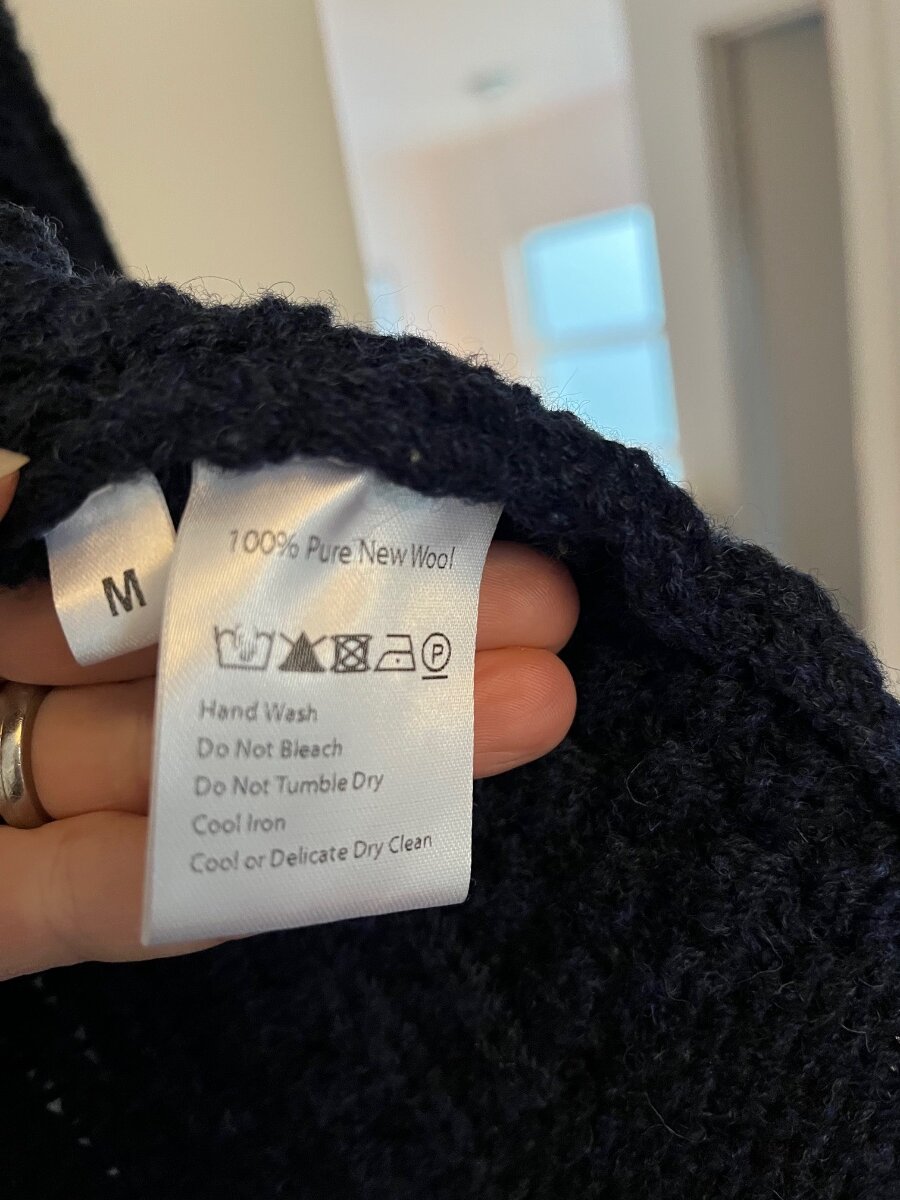 M
100% Pure New Wool
P
Hand Wash
Do Not Bleach
Do Not Tumble Dry
Cool Iron
Cool or Delicate Dry Clean